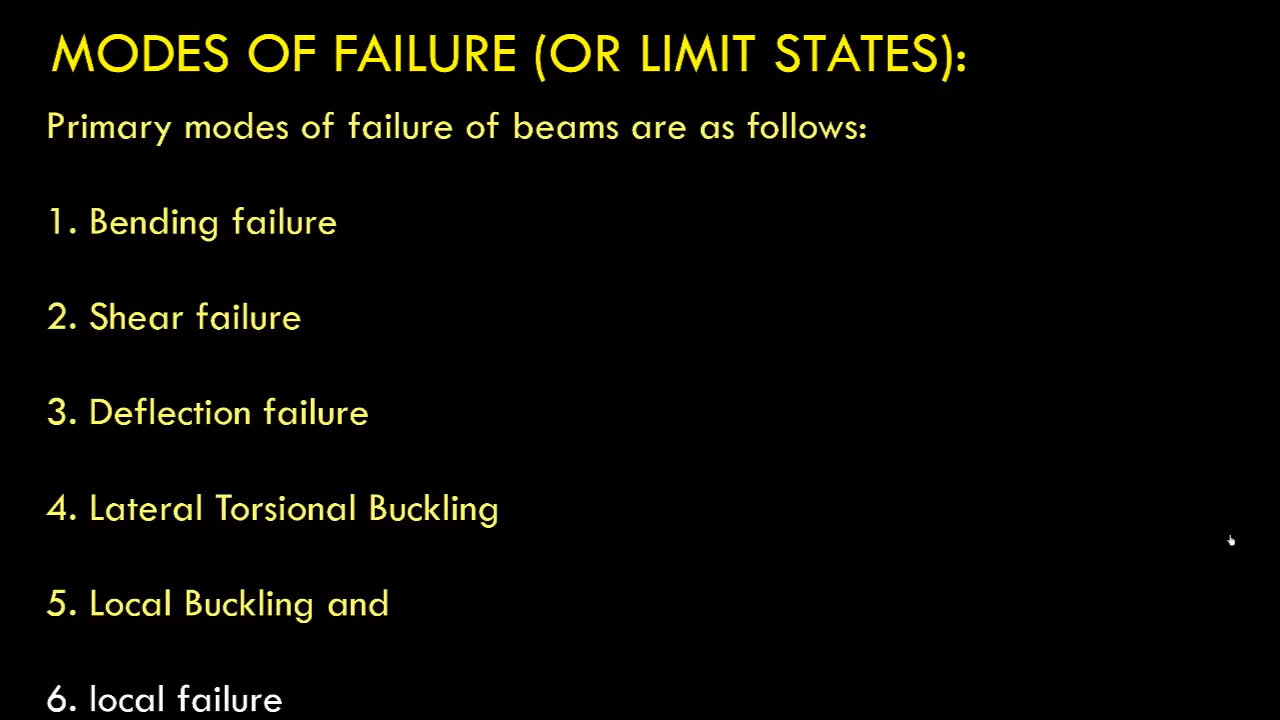 MODES OF FAILURE (OR LIMIT STATES):
Primary modes of failure of beams are as follows:
1. Bending failure
2. Shear failure
3. Deflection failure
4. Lateral Torsional Buckling
5. Local Buckling and
6. local failure